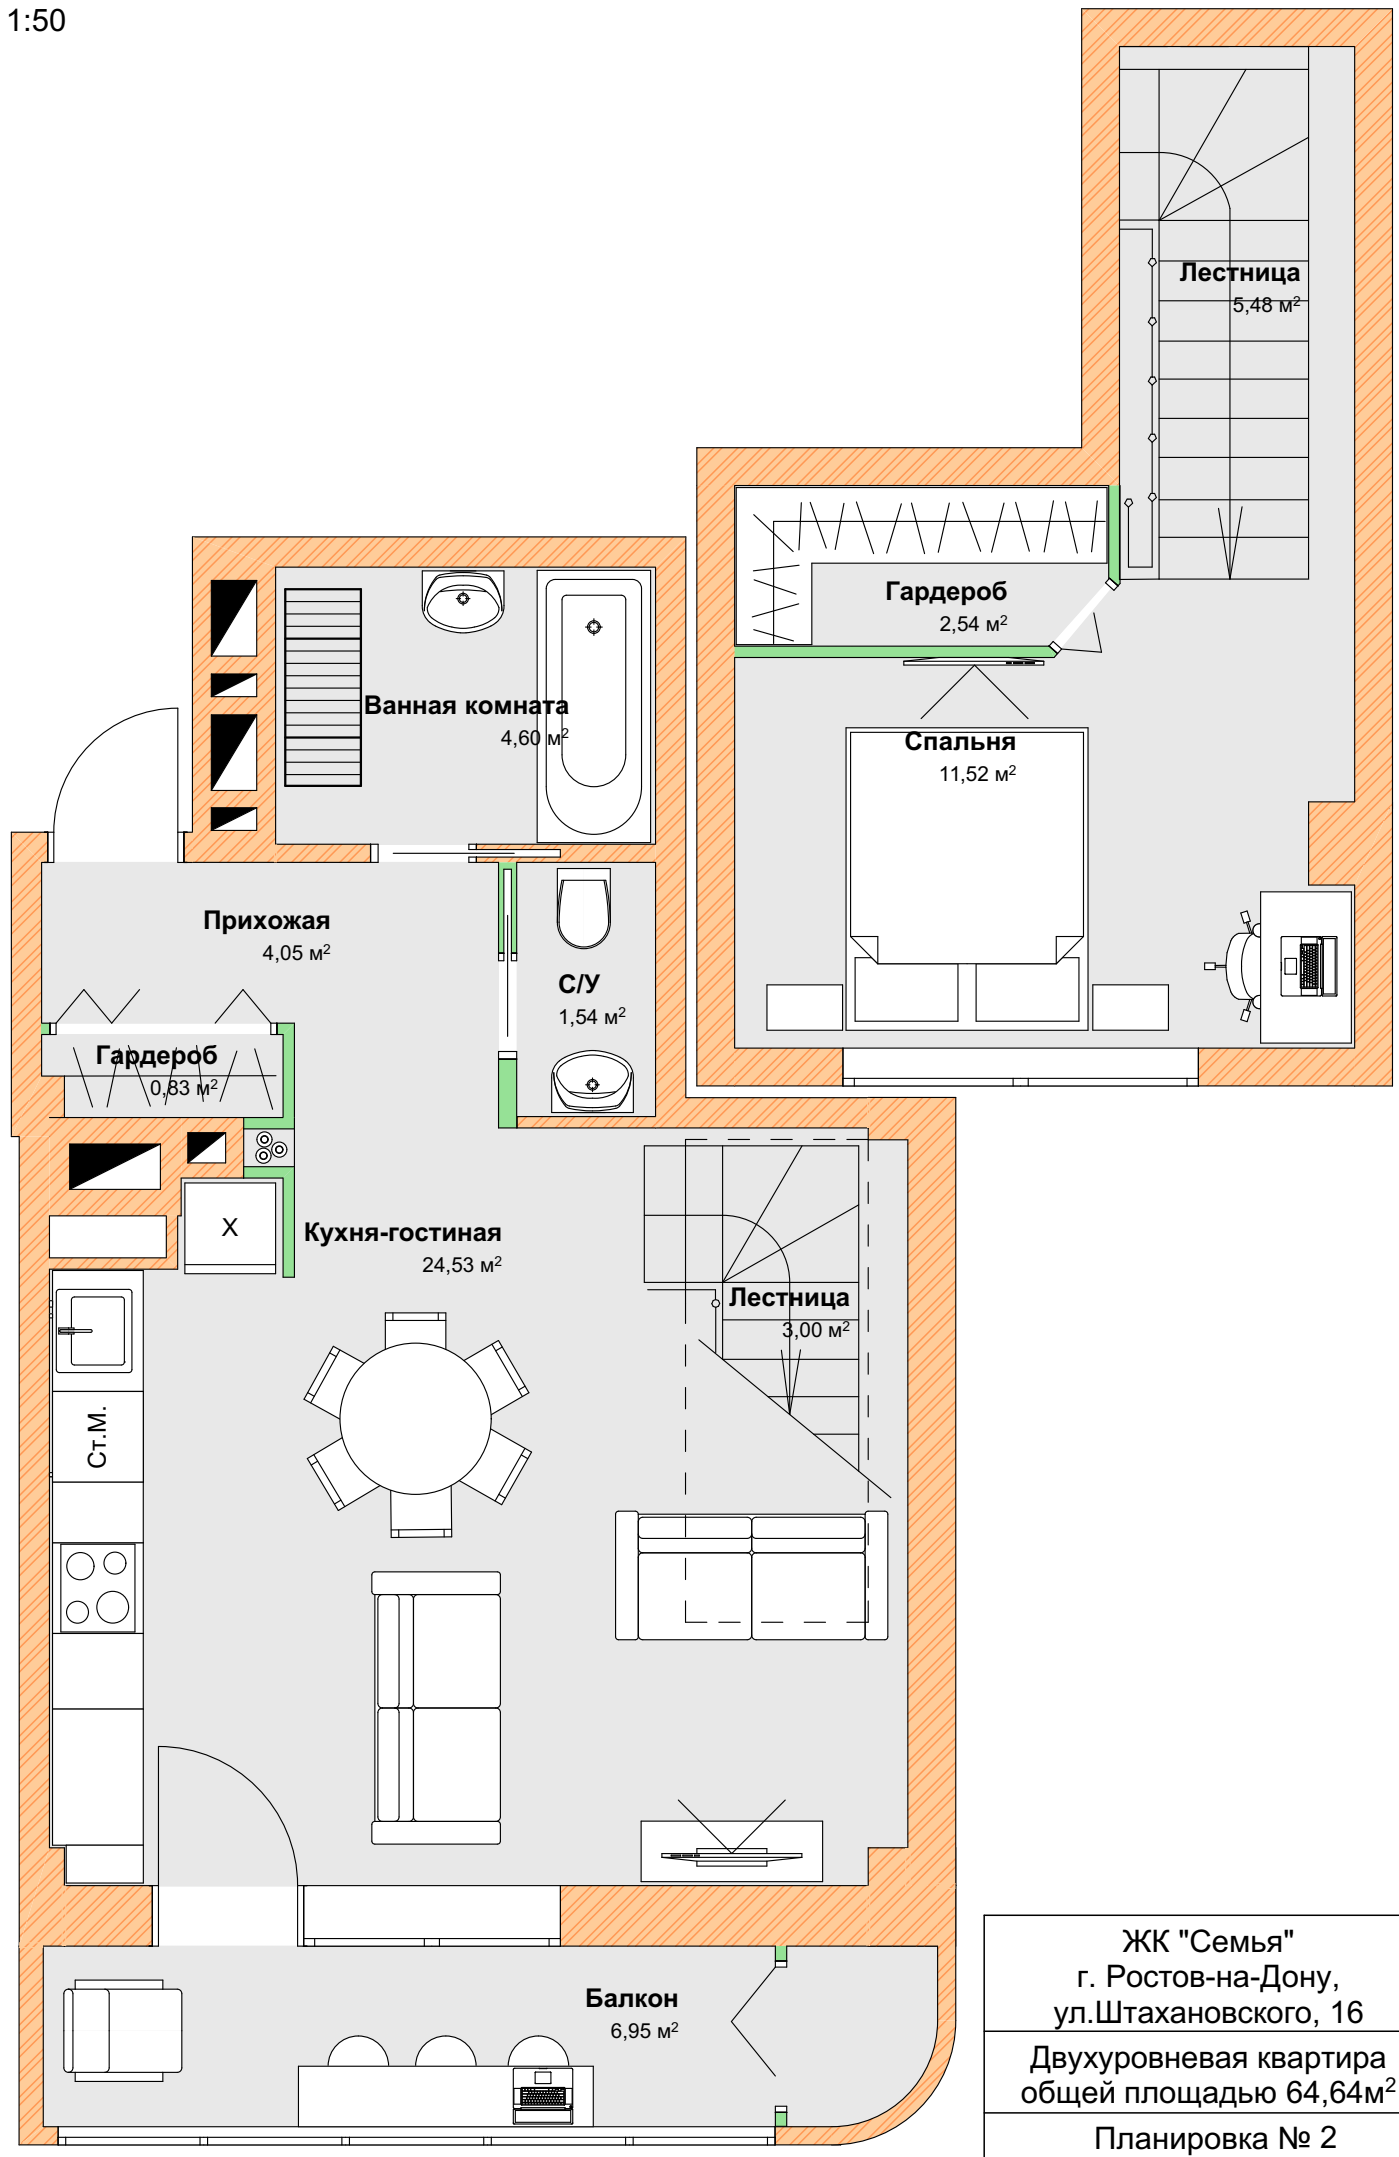 1:50
Лестница
5,48 м²
Гардероб
2,54 м²
Ванная комната
4,60 м²
Спальня
11,52 м²
Прихожая
4,05 м²
С/У
1,54 м²
Гардероб
0,83 м²
Х
Кухня-гостиная
24,53 м²
Лестница
3,00 м²
Ст.М.
Балкон
6,95 м²
ЖК "Семья"
г. Ростов-на-Дону,
ул.Штахановского, 16
Двухуровневая квартира
общей площадью 64,64м²
Планировка № 2